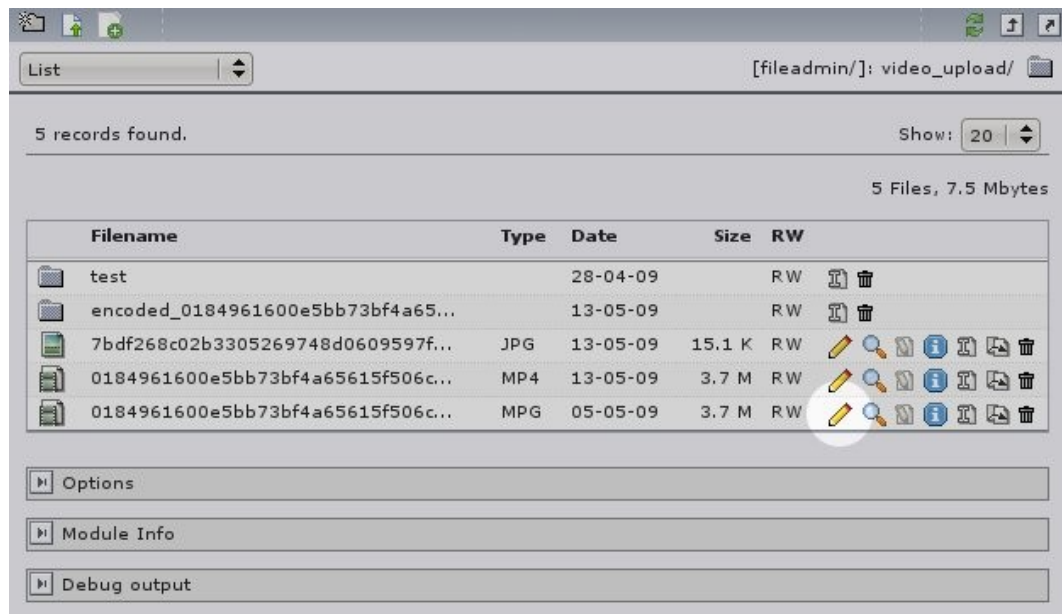 List
[fileadmin/]: video_upload/
5 records found.
Show: 20
5 Files, 7.5 Mbytes
Filename Type Date Size RW
test 28-04-09 RW
encoded_0184961600e5bb73bf4a65... 13-05-09 RW
7bdf268c02b3305269748d0609597f... JPG 13-05-09 15.1 K RW
0184961600e5bb73bf4a65615f506c... MP4 13-05-09 3.7 M RW
0184961600e5bb73bf4a65615f506c... MPG 05-05-09 3.7 M RW
Options
Module Info
Debug output